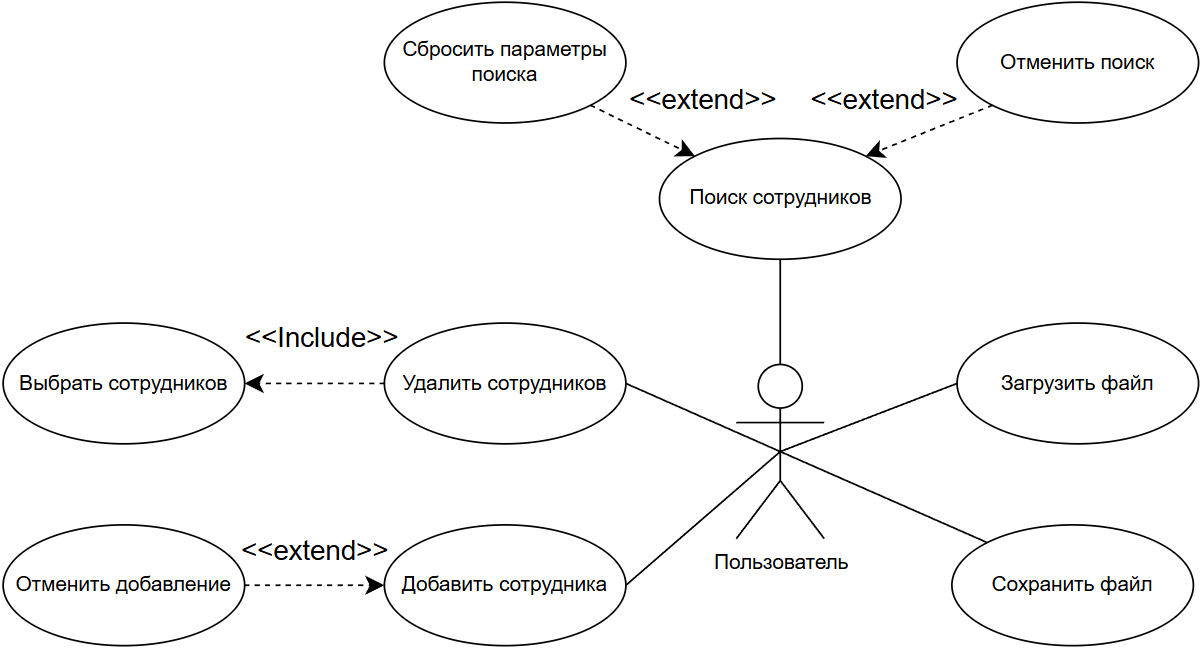 Сбросить параметры
поиска
Отменить поиск
<<extend>>
<<extend>>
Поиск сотрудников
<<Include>>
Выбрать сотрудников
Удалить сотрудников
Загрузить файл
<<extend>>
Отменить добавление
Добавить сотрудника
Пользователь
Сохранить файл